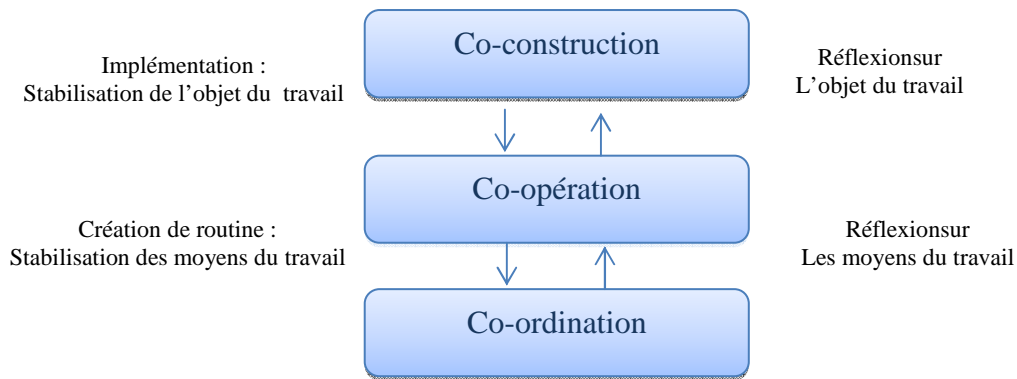 Co-construction
Implémentation :
Stabilisation de l'objet du travail
Réflexionsur
L'objet du travail
Co-opération
Création de routine :
Stabilisation des moyens du travail
Réflexionsur
Les moyens du travail
Co-ordination